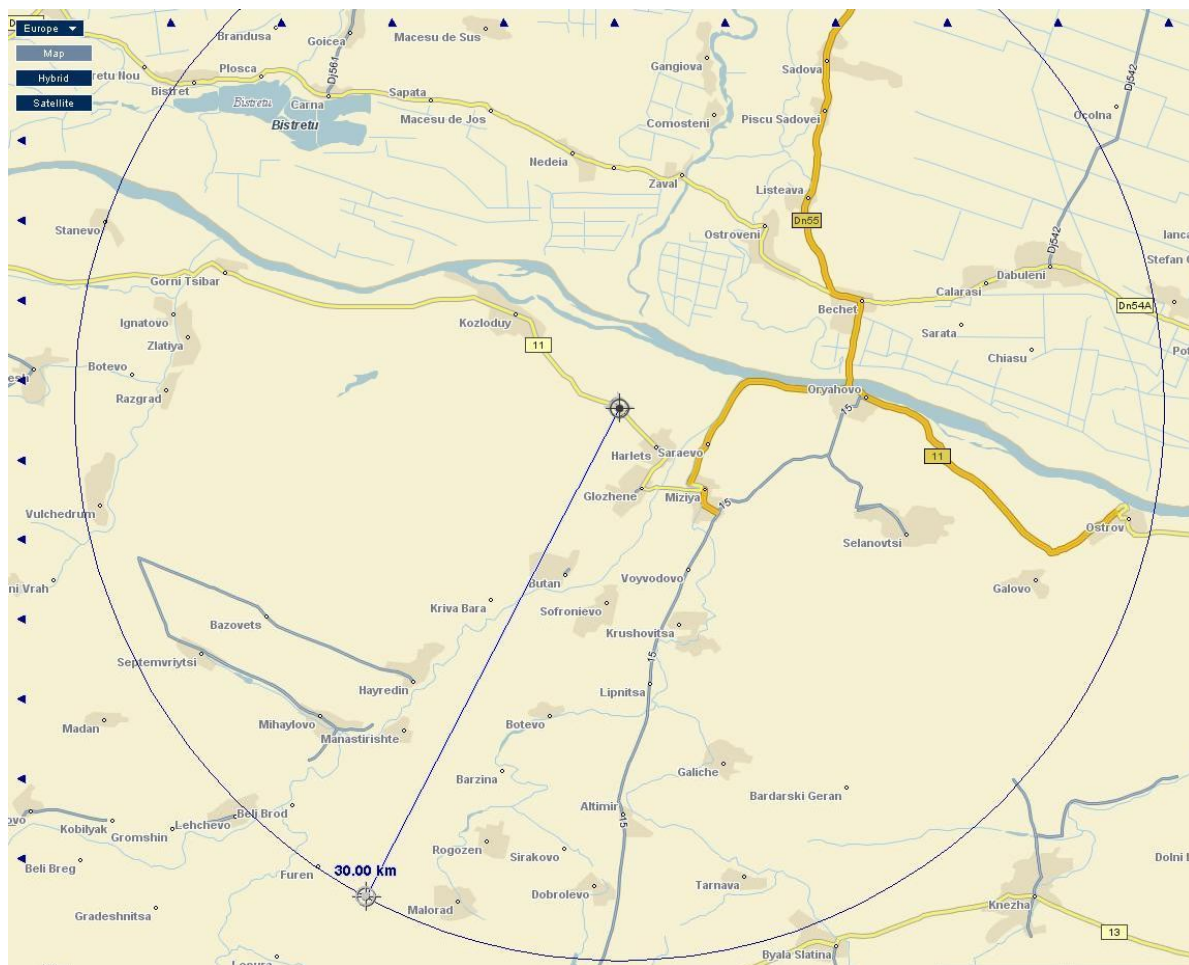 Europe
Map
Hybrid
Satellite
Brandusa
Goicea
Macesu de Sus
Dj561
Plosca
Bistret
Bistretu
Bistretu
Carna
Sapata
Macesu de Jos
Gangiova
Sadova
Comosteni
Piscu Sadovei
Dj542
Ocolna
Nedeia
Zaval
Listeava
Dn55
Stanevo
Ostroveni
Dj542
Dabuleni
Gorni Tsibar
Calarasi
Dn54A
Ignatovo
Kozloduy
Bechet
Zlatiya
11
Sarata
Chiasu
Botevo
Razgrad
Oryahovo
15
Harlets
Saraevo
11
Glozhene
Miziya
15
Vulchedrum
Ostrov
Selanovtsi
Butan
Voyvodovo
Galovo
Kriva Bara
Sofronievo
Bazovets
Krushovitsa
15
Septemvriytsi
Hayredin
Lipnitsa
Madan
Mihaylovo
Manastirishte
Botevo
Barzina
Galiche
Bardarski Geran
Altimir
15
Kobilyak
Gromshin
Lehchevo
Beli Brod
Rogozen
Sirakovo
Beli Breg
Furen
30.00 km
Dobrolevo
Tarnava
Gradeshnitsa
Malorad
Knezha
13
Byala Slatina